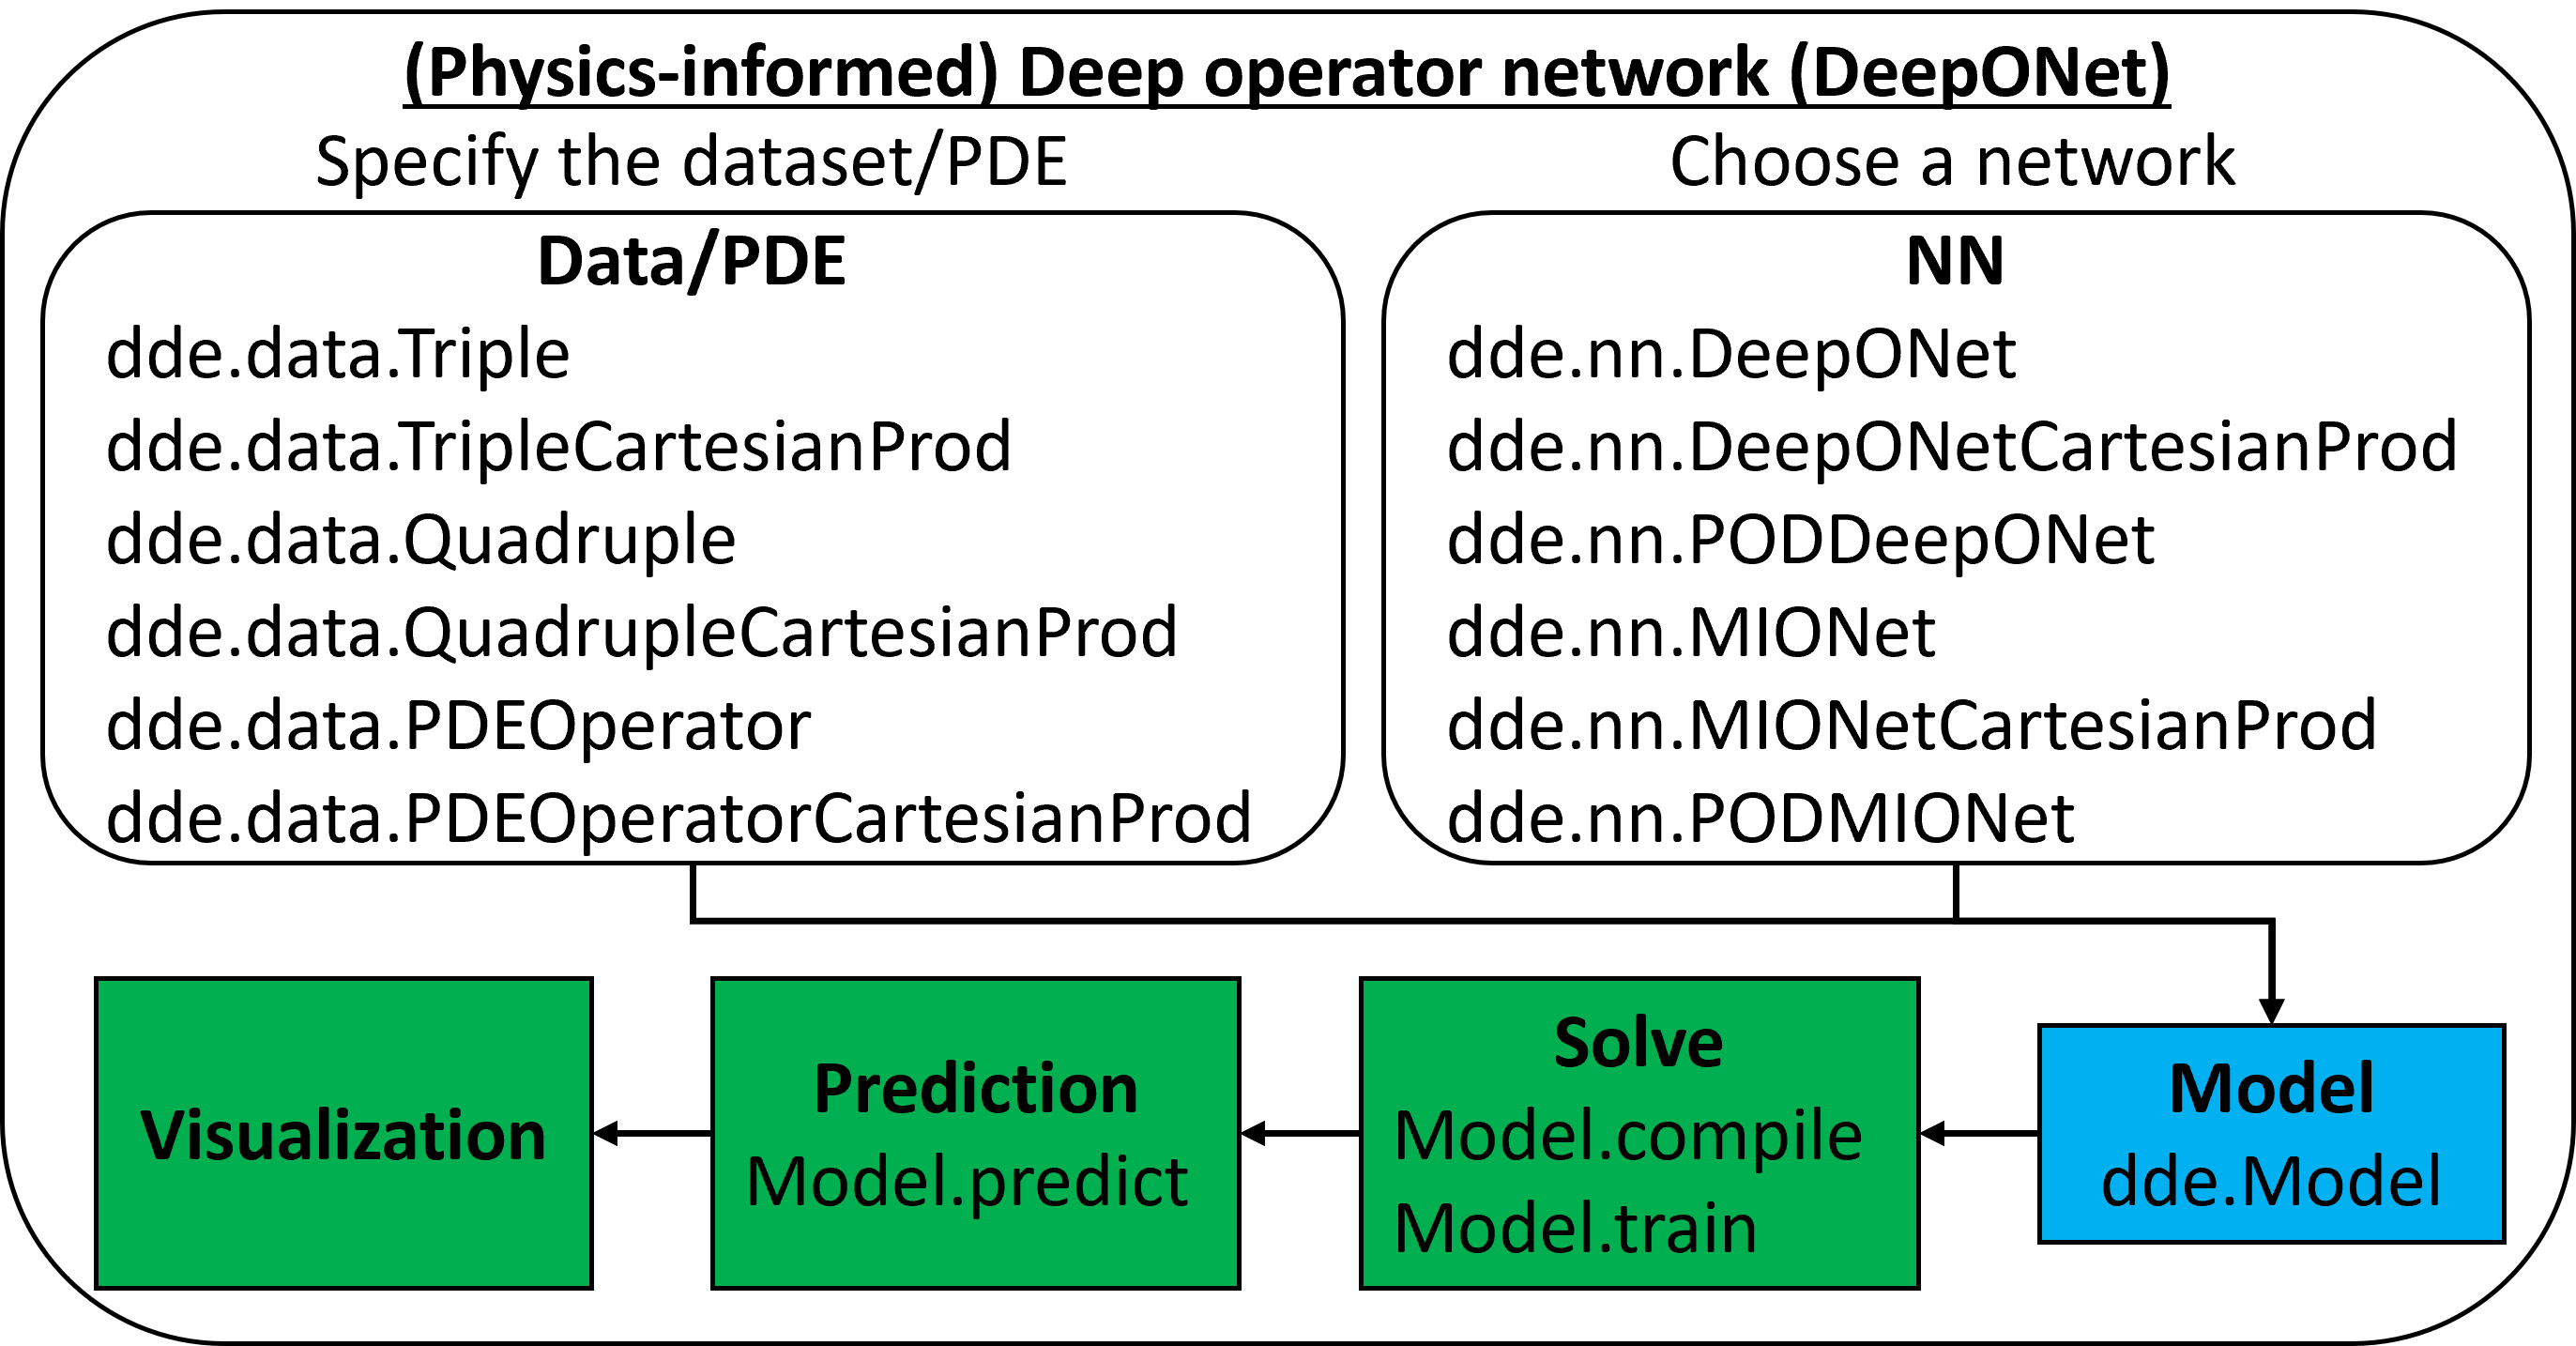 (Physics-informed) Deep operator network (DeepONet)
Specify the dataset/PDE
Choose a network
Data/PDE
dde.data.Triple
dde.data.TripleCartesianProd
dde.data.Quadruple
dde.data.QuadrupleCartesianProd
dde.data.PDEOperator
dde.data.PDEOperatorCartesianProd
NN
dde.nn.DeepONet
dde.nn.DeepONetCartesianProd
dde.nn.PODDeepONet
dde.nn.MIONet
dde.nn.MIONetCartesianProd
dde.nn.PODMIONet
Model
dde.Model
Solve
Model.compile
Model.train
Prediction
Model.predict
Visualization